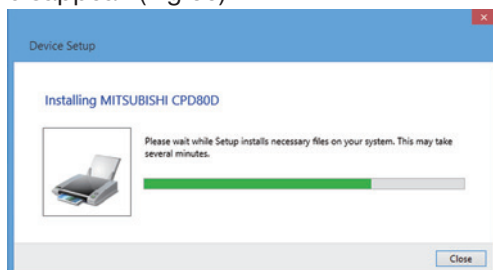 Device Setup
Installing MITSUBISHI CPD80D
Please wait while Setup installs necessary files on your system. This may take
several minutes.
Close